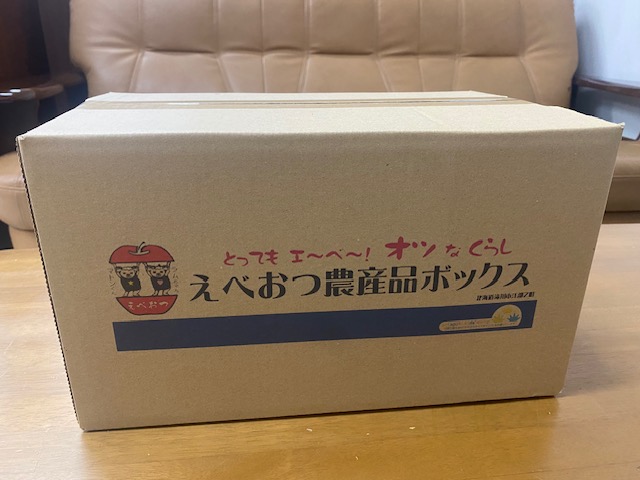 とっても エ〜べ〜! オツ な くらし
えべおつ農産品ボックス
えべおつ